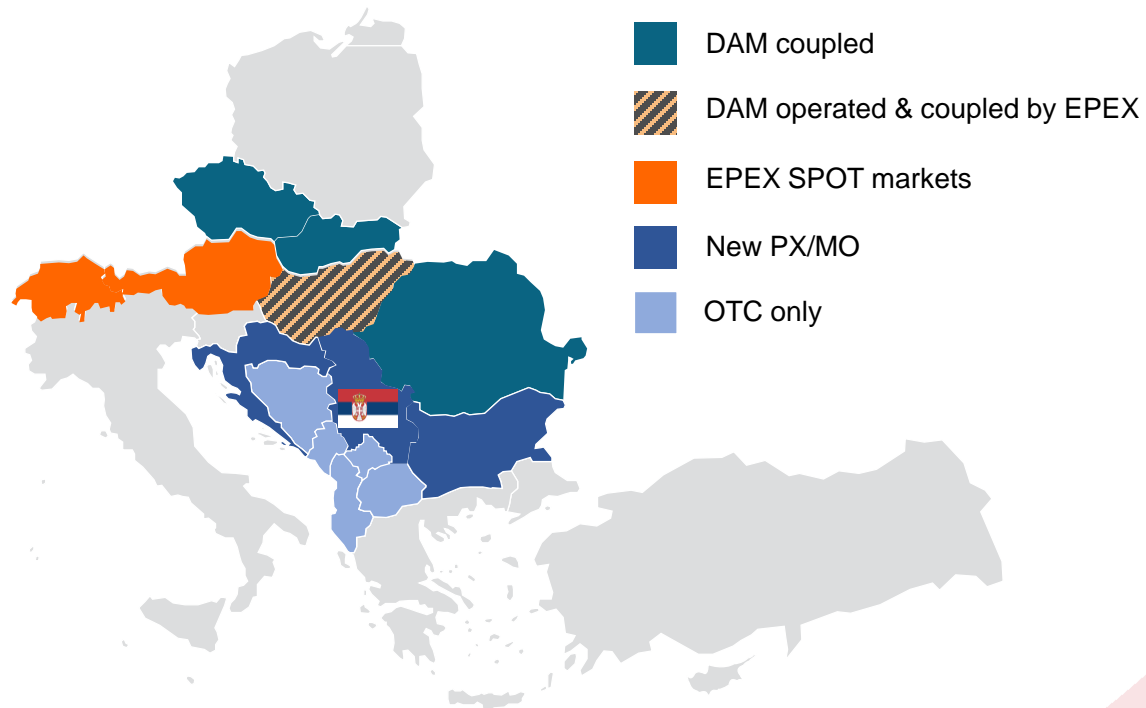 DAM coupled
DAM operated & coupled by EPEX
EPEX SPOT markets
New PX/MO
OTC only